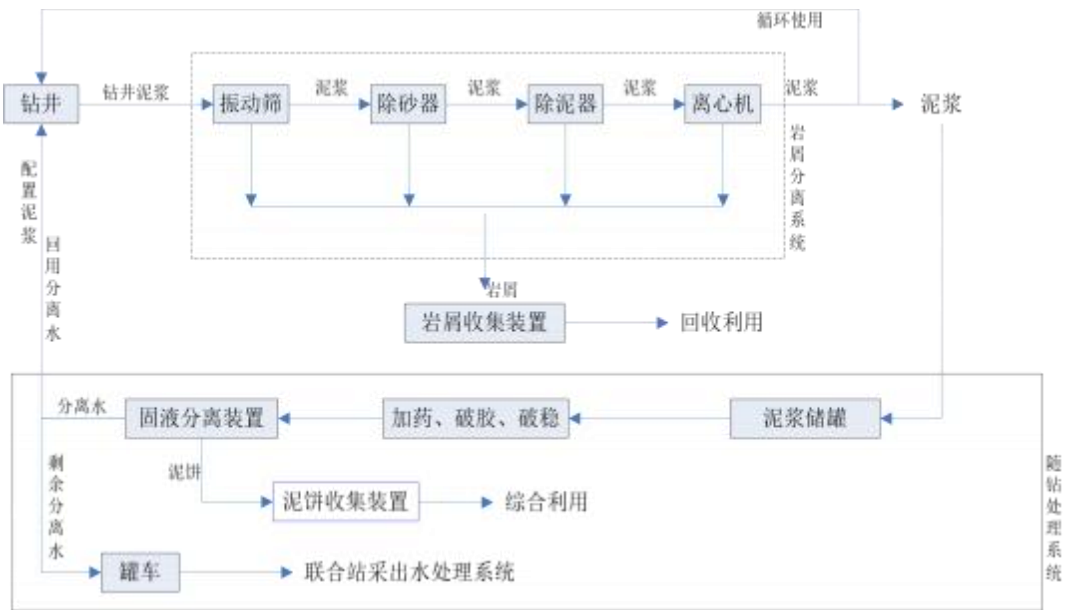 循环使用
钻井
钻井泥浆
振动筛
泥浆
除砂器
泥浆
除泥器
泥浆
离心机
泥浆
泥浆
岩屑分离系统
配置泥浆
回用分离水
岩屑
岩屑收集装置
回收利用
分离水
固液分离装置
加药、破胶、破稳
泥浆储罐
泥饼
泥饼收集装置
综合利用
剩余分离水
罐车
联合站采出水处理系统
随钻处理系统